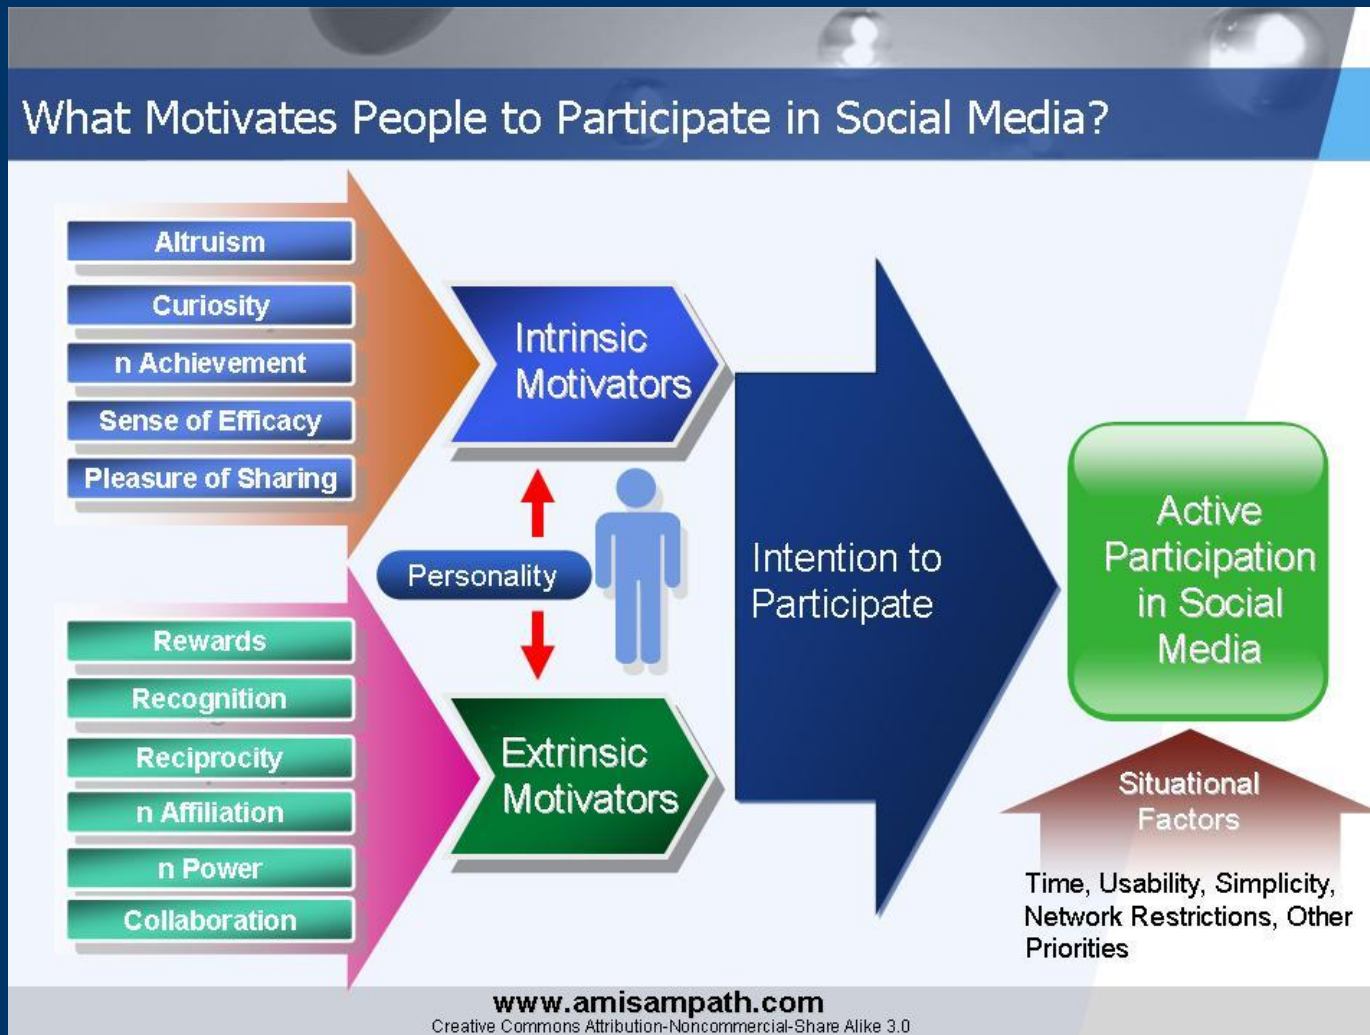 What Motivates People to Participate in Social Media?
Altruism
Curiosity
n Achievement
Sense of Efficacy
Pleasure of Sharing
Intrinsic
Motivators
Personality
Rewards
Recognition
Reciprocity
n Affiliation
n Power
Collaboration
Extrinsic
Motivators
Intention to
Participate
Active
Participation
in Social
Media
Situational
Factors
Time, Usability, Simplicity,
Network Restrictions, Other
Priorities
www.amisampath.com
Creative Commons Attribution-Noncommercial-Share Alike 3.0